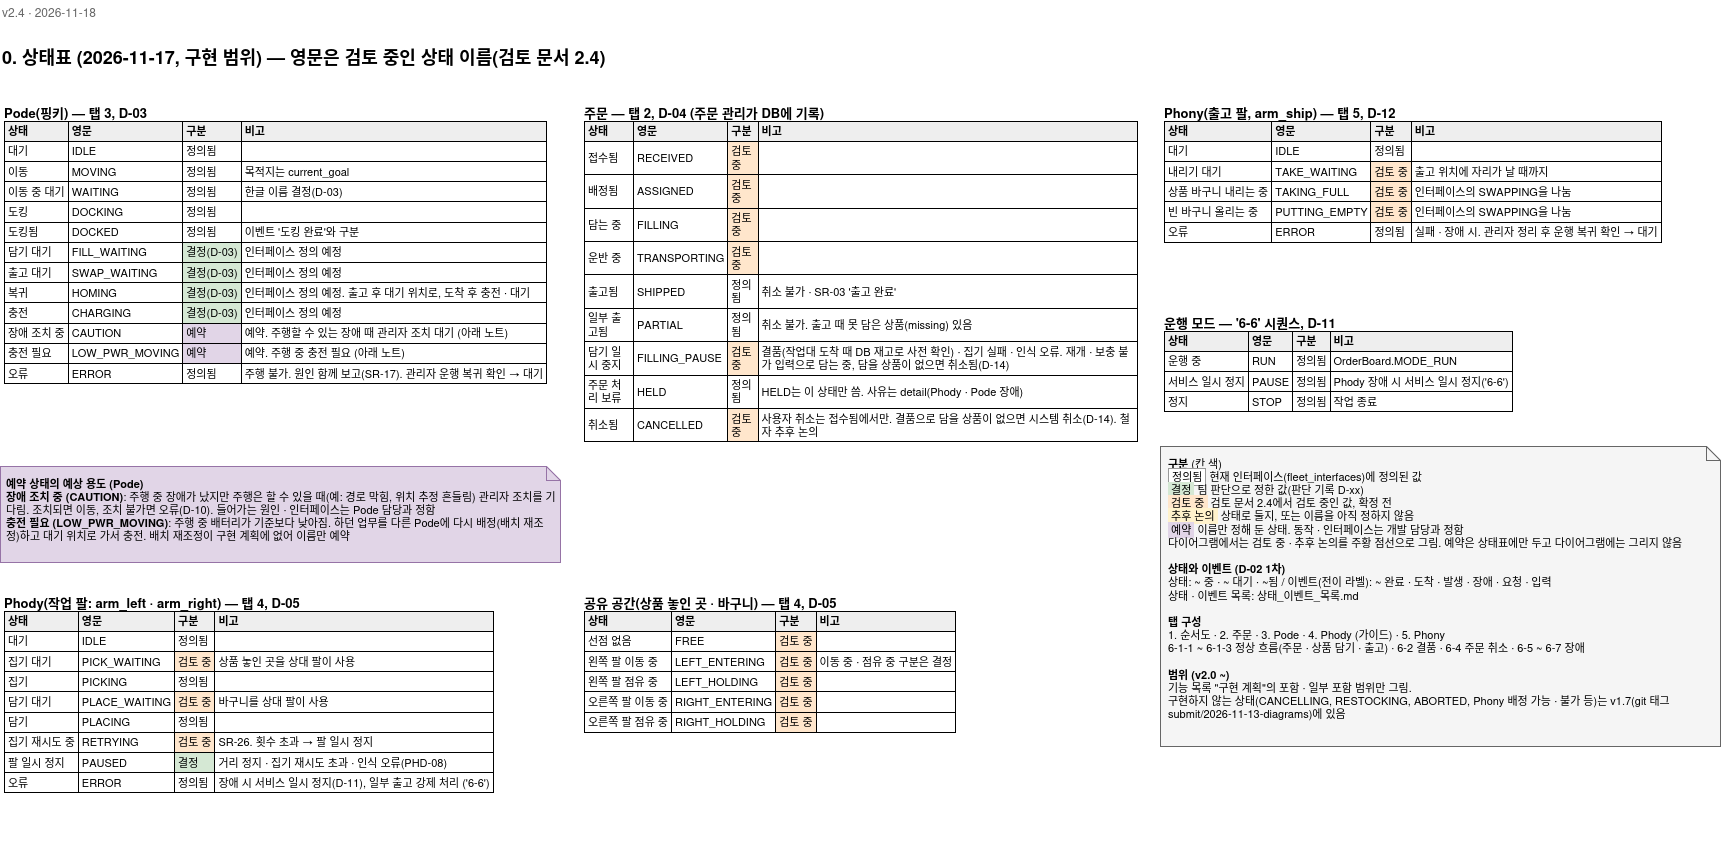 v2.4 · 2026-11-18
0. 상태표 (2026-11-17, 구현 범위) — 영문은 검토 중인 상태 이름(검토 문서 2.4)
Pode(핑키) — 탭 3, D-03
상태 영문 구분 비고
대기 IDLE 정의됨
이동 MOVING 정의됨 목적지는 current_goal
이동 중 대기 WAITING 정의됨 한글 이름 결정(D-03)
도킹 DOCKING 정의됨
도킹됨 DOCKED 정의됨 이벤트 '도킹 완료'와 구분
담기 대기 FILL_WAITING 결정(D-03) 인터페이스 정의 예정
출고 대기 SWAP_WAITING 결정(D-03) 인터페이스 정의 예정
복귀 HOMING 결정(D-03) 인터페이스 정의 예정. 출고 후 대기 위치로, 도착 후 충전 · 대기
충전 CHARGING 결정(D-03) 인터페이스 정의 예정
장애 조치 중 CAUTION 예약 예약. 주행할 수 있는 장애 때 관리자 조치 대기 (아래 노트)
충전 필요 LOW_PWR_MOVING 예약 예약. 주행 중 충전 필요 (아래 노트)
오류 ERROR 정의됨 주행 불가. 원인 함께 보고(SR-17). 관리자 운행 복귀 확인 → 대기
예약 상태의 예상 용도 (Pode)
장애 조치 중 (CAUTION): 주행 중 장애가 났지만 주행은 할 수 있을 때(예: 경로 막힘, 위치 추정 흔들림) 관리자 조치를 기
다림. 조치되면 이동, 조치 불가면 오류(D-10). 들어가는 원인 · 인터페이스는 Pode 담당과 정함
충전 필요 (LOW_PWR_MOVING): 주행 중 배터리가 기준보다 낮아짐. 하던 업무를 다른 Pode에 다시 배정(배치 재조
정)하고 대기 위치로 가서 충전. 배치 재조정이 구현 계획에 없어 이름만 예약
Phody(작업 팔: arm_left · arm_right) — 탭 4, D-05
상태 영문 구분 비고
대기 IDLE 정의됨
집기 대기 PICK_WAITING 검토 중 상품 놓인 곳을 상대 팔이 사용
집기 PICKING 정의됨
담기 대기 PLACE_WAITING 검토 중 바구니를 상대 팔이 사용
담기 PLACING 정의됨
집기 재시도 중 RETRYING 검토 중 SR-26. 횟수 초과 → 팔 일시 정지
팔 일시 정지 PAUSED 결정 거리 정지 · 집기 재시도 초과 · 인식 오류(PHD-08)
오류 ERROR 정의됨 장애 시 서비스 일시 정지(D-11), 일부 출고 강제 처리 ('6-6')
주문 — 탭 2, D-04 (주문 관리가 DB에 기록)
상태 영문 구분 비고
접수됨 RECEIVED 검토
중
배정됨 ASSIGNED 검토
중
담는 중 FILLING 검토
중
운반 중 TRANSPORTING 검토
중
출고됨 SHIPPED 정의
됨 취소 불가 · SR-03 '출고 완료'
일부 출
고됨 PARTIAL 정의
됨 취소 불가. 출고 때 못 담은 상품(missing) 있음
담기 일
시 중지 FILLING_PAUSE 검토
중 결품(작업대 도착 때 DB 재고로 사전 확인) · 집기 실패 · 인식 오류. 재개 · 보충 불
가 입력으로 담는 중, 담을 상품이 없으면 취소됨(D-14)
주문 처
리 보류 HELD 정의
됨 HELD는 이 상태만 씀. 사유는 detail(Phody · Pode 장애)
취소됨 CANCELLED 검토
중 사용자 취소는 접수됨에서만. 결품으로 담을 상품이 없으면 시스템 취소(D-14). 철
자 추후 논의
공유 공간(상품 놓인 곳 · 바구니) — 탭 4, D-05
상태 영문 구분 비고
선점 없음 FREE 검토 중
왼쪽 팔 이동 중 LEFT_ENTERING 검토 중 이동 중 · 점유 중 구분은 결정
왼쪽 팔 점유 중 LEFT_HOLDING 검토 중
오른쪽 팔 이동 중 RIGHT_ENTERING 검토 중
오른쪽 팔 점유 중 RIGHT_HOLDING 검토 중
Phony(출고 팔, arm_ship) — 탭 5, D-12
상태 영문 구분 비고
대기 IDLE 정의됨
내리기 대기 TAKE_WAITING 검토 중 출고 위치에 자리가 날 때까지
상품 바구니 내리는 중 TAKING_FULL 검토 중 인터페이스의 SWAPPING을 나눔
빈 바구니 올리는 중 PUTTING_EMPTY 검토 중 인터페이스의 SWAPPING을 나눔
오류 ERROR 정의됨 실패 · 장애 시. 관리자 정리 후 운행 복귀 확인 → 대기
운행 모드 — '6-6' 시퀀스, D-11
상태 영문 구분 비고
운행 중 RUN 정의됨 OrderBoard.MODE_RUN
서비스 일시 정지 PAUSE 정의됨 Phody 장애 시 서비스 일시 정지('6-6')
정지 STOP 정의됨 작업 종료
구분 (칸 색)
정의됨 현재 인터페이스(fleet_interfaces)에 정의된 값
결정 팀 판단으로 정한 값(판단 기록 D-xx)
검토 중 검토 문서 2.4에서 검토 중인 값, 확정 전
추후 논의 상태로 둘지, 또는 이름을 아직 정하지 않음
예약 이름만 정해 둔 상태. 동작 · 인터페이스는 개발 담당과 정함
다이어그램에서는 검토 중 · 추후 논의를 주황 점선으로 그림. 예약은 상태표에만 두고 다이어그램에는 그리지 않음
상태와 이벤트 (D-02 1차)
상태: ~ 중 · ~ 대기 · ~됨 / 이벤트(전이 라벨): ~ 완료 · 도착 · 발생 · 장애 · 요청 · 입력
상태 · 이벤트 목록: 상태_이벤트_목록.md
탭 구성
1. 순서도 · 2. 주문 · 3. Pode · 4. Phody (가이드) · 5. Phony
6-1-1 ~ 6-1-3 정상 흐름(주문 · 상품 담기 · 출고) · 6-2 결품 · 6-4 주문 취소 · 6-5 ~ 6-7 장애
범위 (v2.0 ~)
기능 목록 "구현 계획"의 포함 · 일부 포함 범위만 그림.
구현하지 않는 상태(CANCELLING, RESTOCKING, ABORTED, Phony 배정 가능 · 불가 등)는 v1.7(git 태그
submit/2026-11-13-diagrams)에 있음